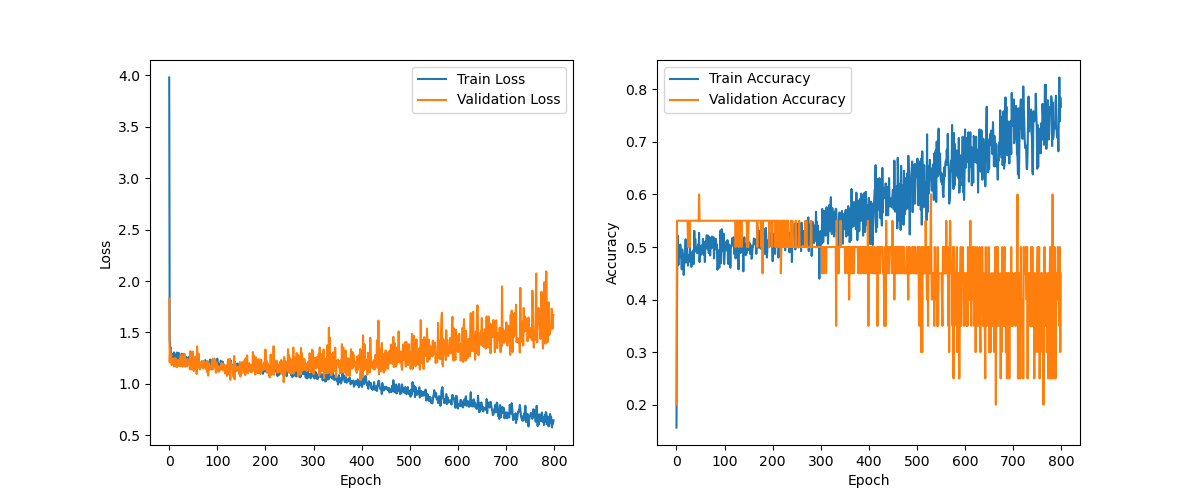 Train Loss
Validation Loss
4.0
3.5
3.0
2.5
2.0
1.5
1.0
0.5
Loss
0 100 200 300 400 500 600 700 800
Epoch
Train Accuracy
Validation Accuracy
0.8
0.7
0.6
0.5
0.4
0.3
0.2
Accuracy
0 100 200 300 400 500 600 700 800
Epoch